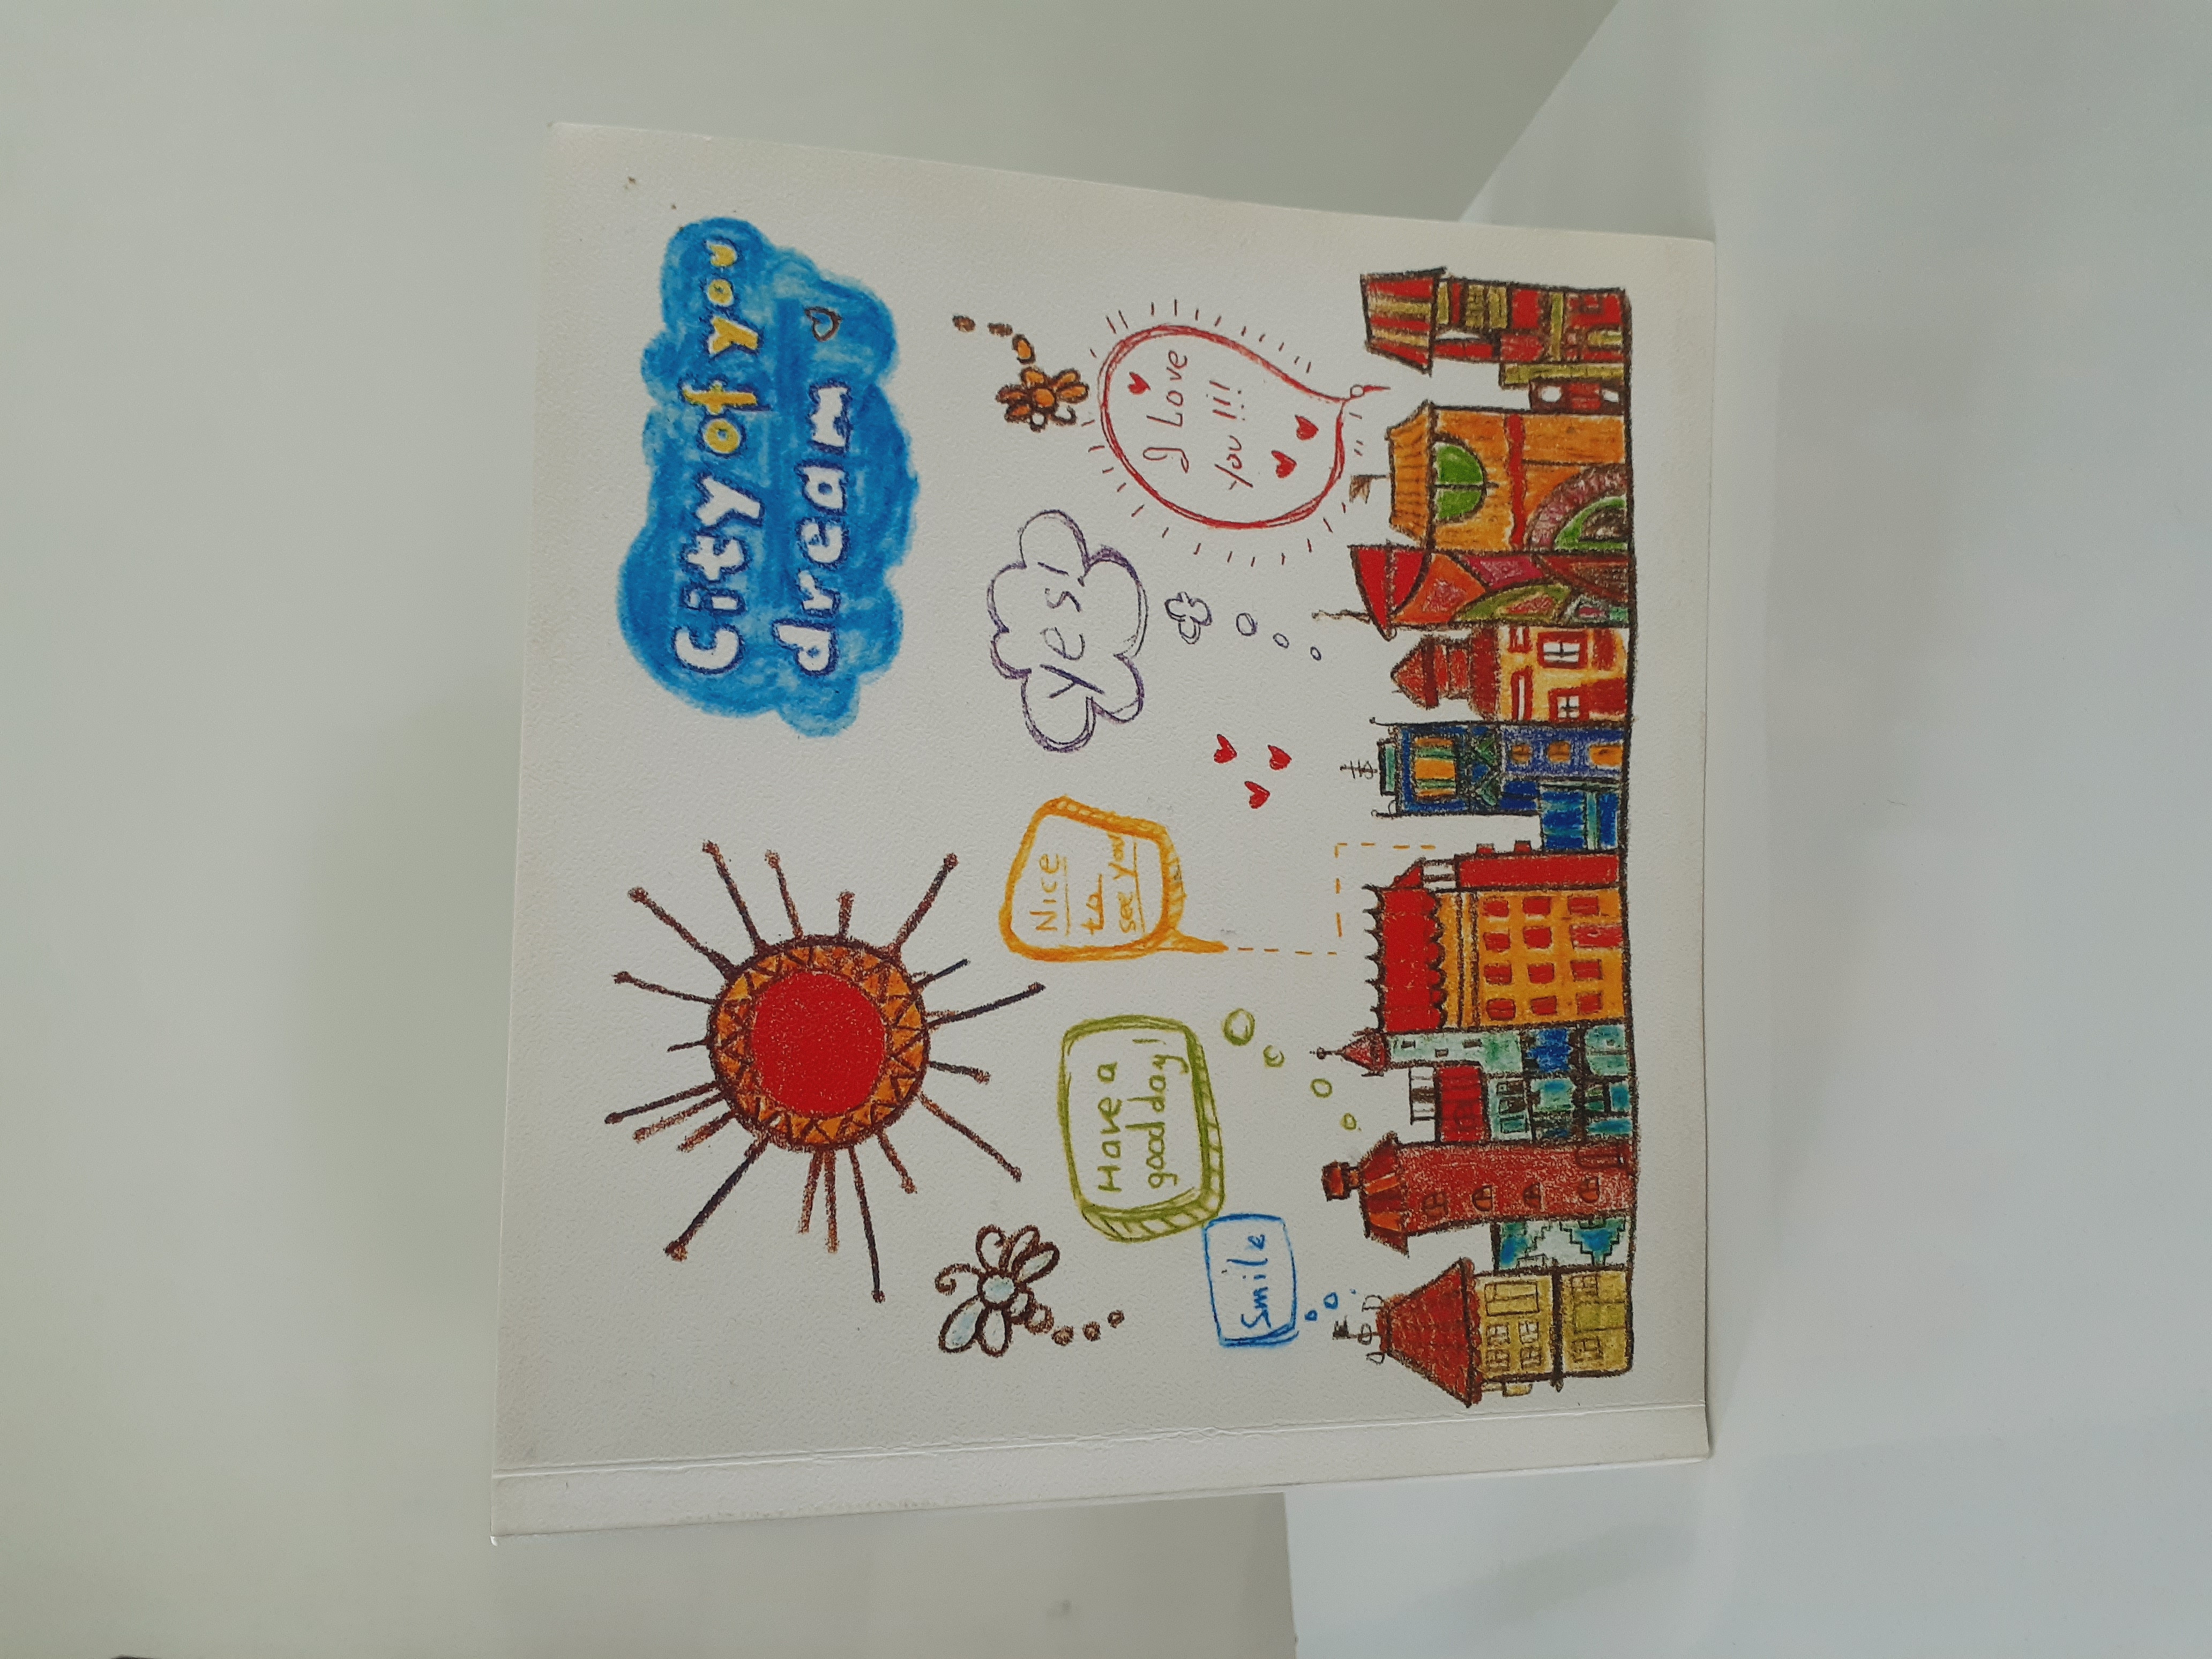 City of you
dream
Nice
to
see you
yes!
Have a
good day!
I Love
you!!!
Smile